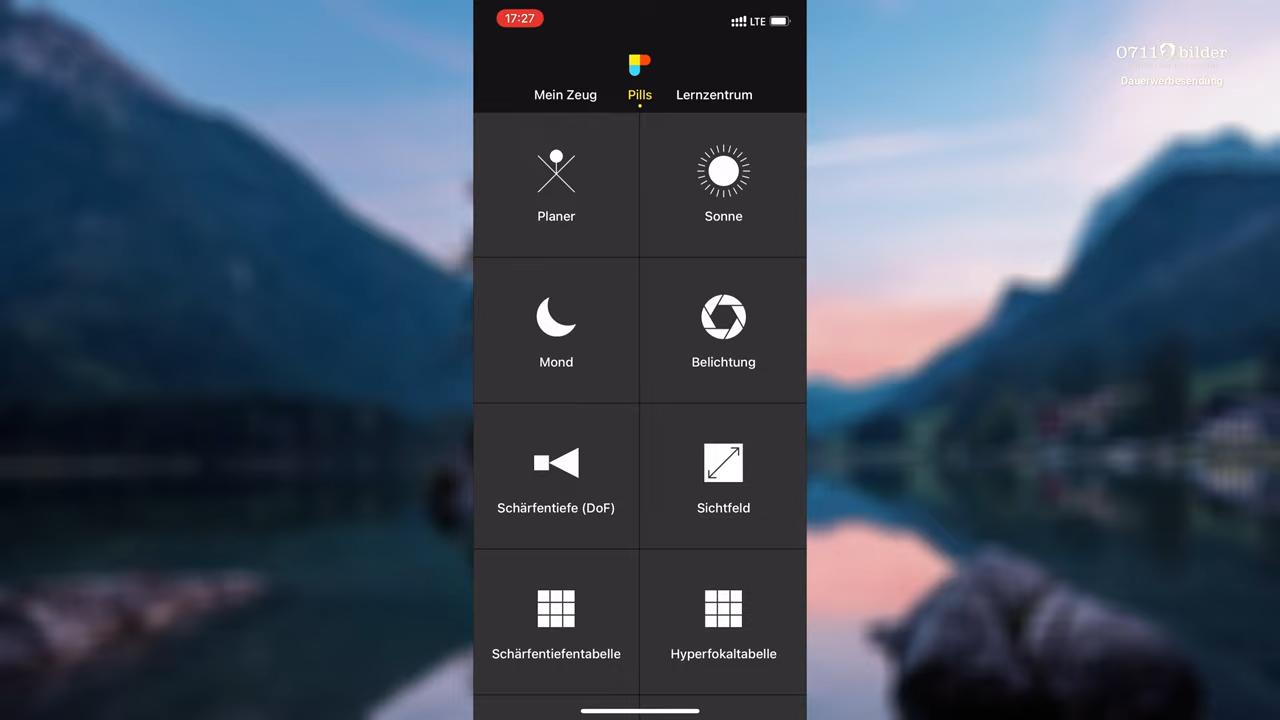 17:27
LTE
0711 bilder
Dauerwerbesendung
Mein Zeug
Pills
Lernzentrum
Planer
Sonne
Mond
Belichtung
Schärfentiefe (DoF)
Sichtfeld
Schärfentiefentabelle
Hyperfokaltabelle